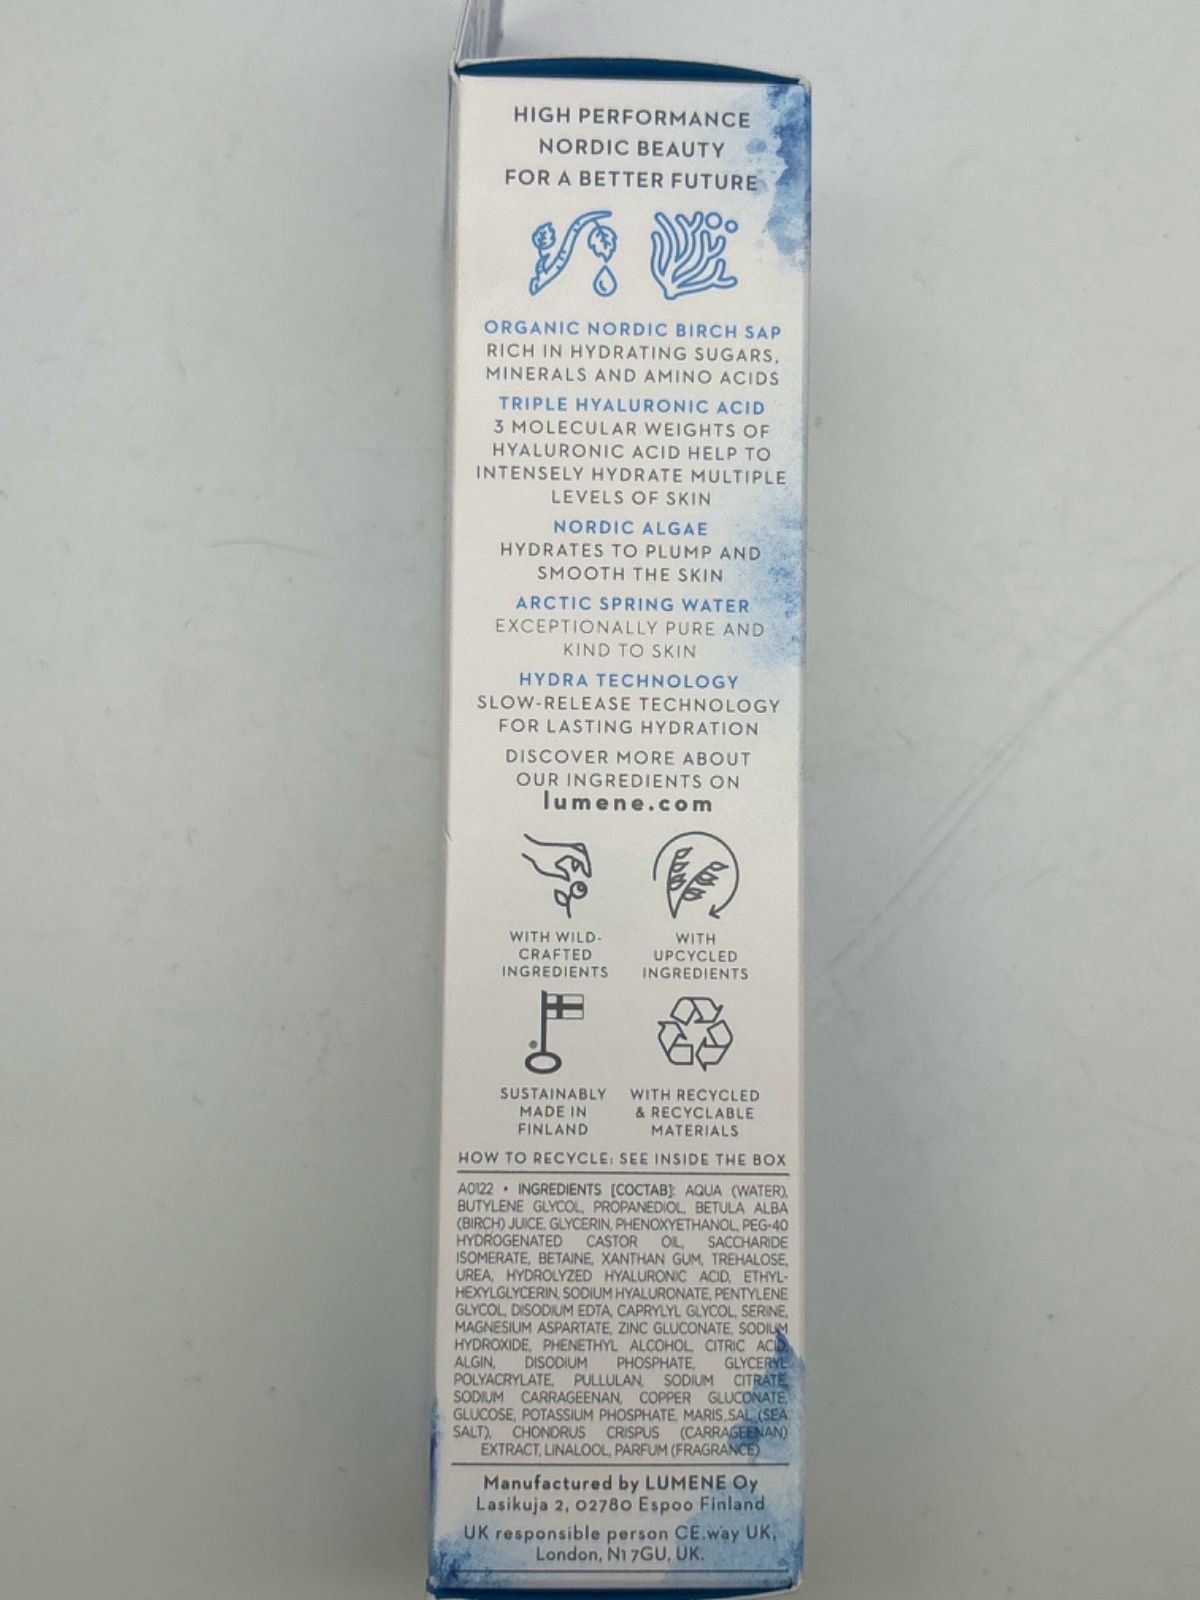 HIGH PERFORMANCE
NORDIC BEAUTY
FOR A BETTER FUTURE
ORGANIC NORDIC BIRCH SAP
RICH IN HYDRATING SUGARS,
MINERALS AND AMINO ACIDS
TRIPLE HYALURONIC ACID
3 MOLECULAR WEIGHTS OF
HYALURONIC ACID HELP TO
INTENSELY HYDRATE MULTIPLE
LEVELS OF SKIN
NORDIC ALGAE
HYDRATES TO PLUMP AND
SMOOTH THE SKIN
ARCTIC SPRING WATER
EXCEPTIONALLY PURE AND
KIND TO SKIN
HYDRA TECHNOLOGY
SLOW-RELEASE TECHNOLOGY
FOR LASTING HYDRATION
DISCOVER MORE ABOUT
OUR INGREDIENTS ON
lumene.com
WITH WILD-
CRAFTED
INGREDIENTS
WITH
UPCYCLED
INGREDIENTS
SUSTAINABLY
MADE IN
FINLAND
WITH RECYCLED
& RECYCLABLE
MATERIALS
HOW TO RECYCLE: SEE INSIDE THE BOX
A0122 • INGREDIENTS [СОСТАВ]: AQUA (WATER),
BUTYLENE GLYCOL, PROPANEDIOL, BETULA ALBA
(BIRCH) JUICE, GLYCERIN, PHENOXYETHANOL, PEG-40
HYDROGENATED CASTOR OIL, SACCHARIDE
ISOMERATE, BETAINE, XANTHAN GUM, TREHALOSE,
UREA, HYDROLYZED HYALURONIC ACID, ETHYL-
HEXYLGLYCERIN, SODIUM HYALURONATE, PENTYLENE
GLYCOL, DISODIUM EDTA, CAPRYLYL GLYCOL, SERINE,
MAGNESIUM ASPARTATE, ZINC GLUCONATE, SODIUM
HYDROXIDE, PHENETHYL ALCOHOL, CITRIC ACID,
ALGIN, DISODIUM PHOSPHATE, GLYCERYL
POLYACRYLATE, PULLULAN, SODIUM CITRATE,
SODIUM CARRAGEENAN, COPPER GLUCONATE,
GLUCOSE, POTASSIUM PHOSPHATE, MARIS SAL (SEA
SALT), CHONDRUS CRISPUS (CARRAGEENAN)
EXTRACT, LINALOOL, PARFUM (FRAGRANCE)
Manufactured by LUMENE Oy
Lasikuja 2, 02780 Espoo Finland
UK responsible person CE.way UK,
London, N1 7GU, UK.